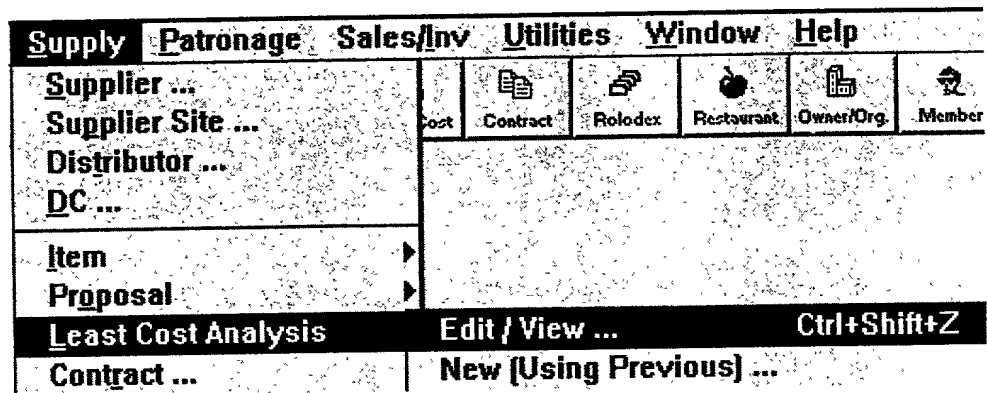 Supply Patronage Sales/Inv Utilities Window Help
Supplier ...
Supplier Site ...
Distributor ...
DC ...
Item
Proposal
Least Cost Analysis
Contract ...
Cost Contract Rolodex Restaurant Owner/Org. Member
Edit / View ... Ctrl+Shift+Z
New (Using Previous) ...